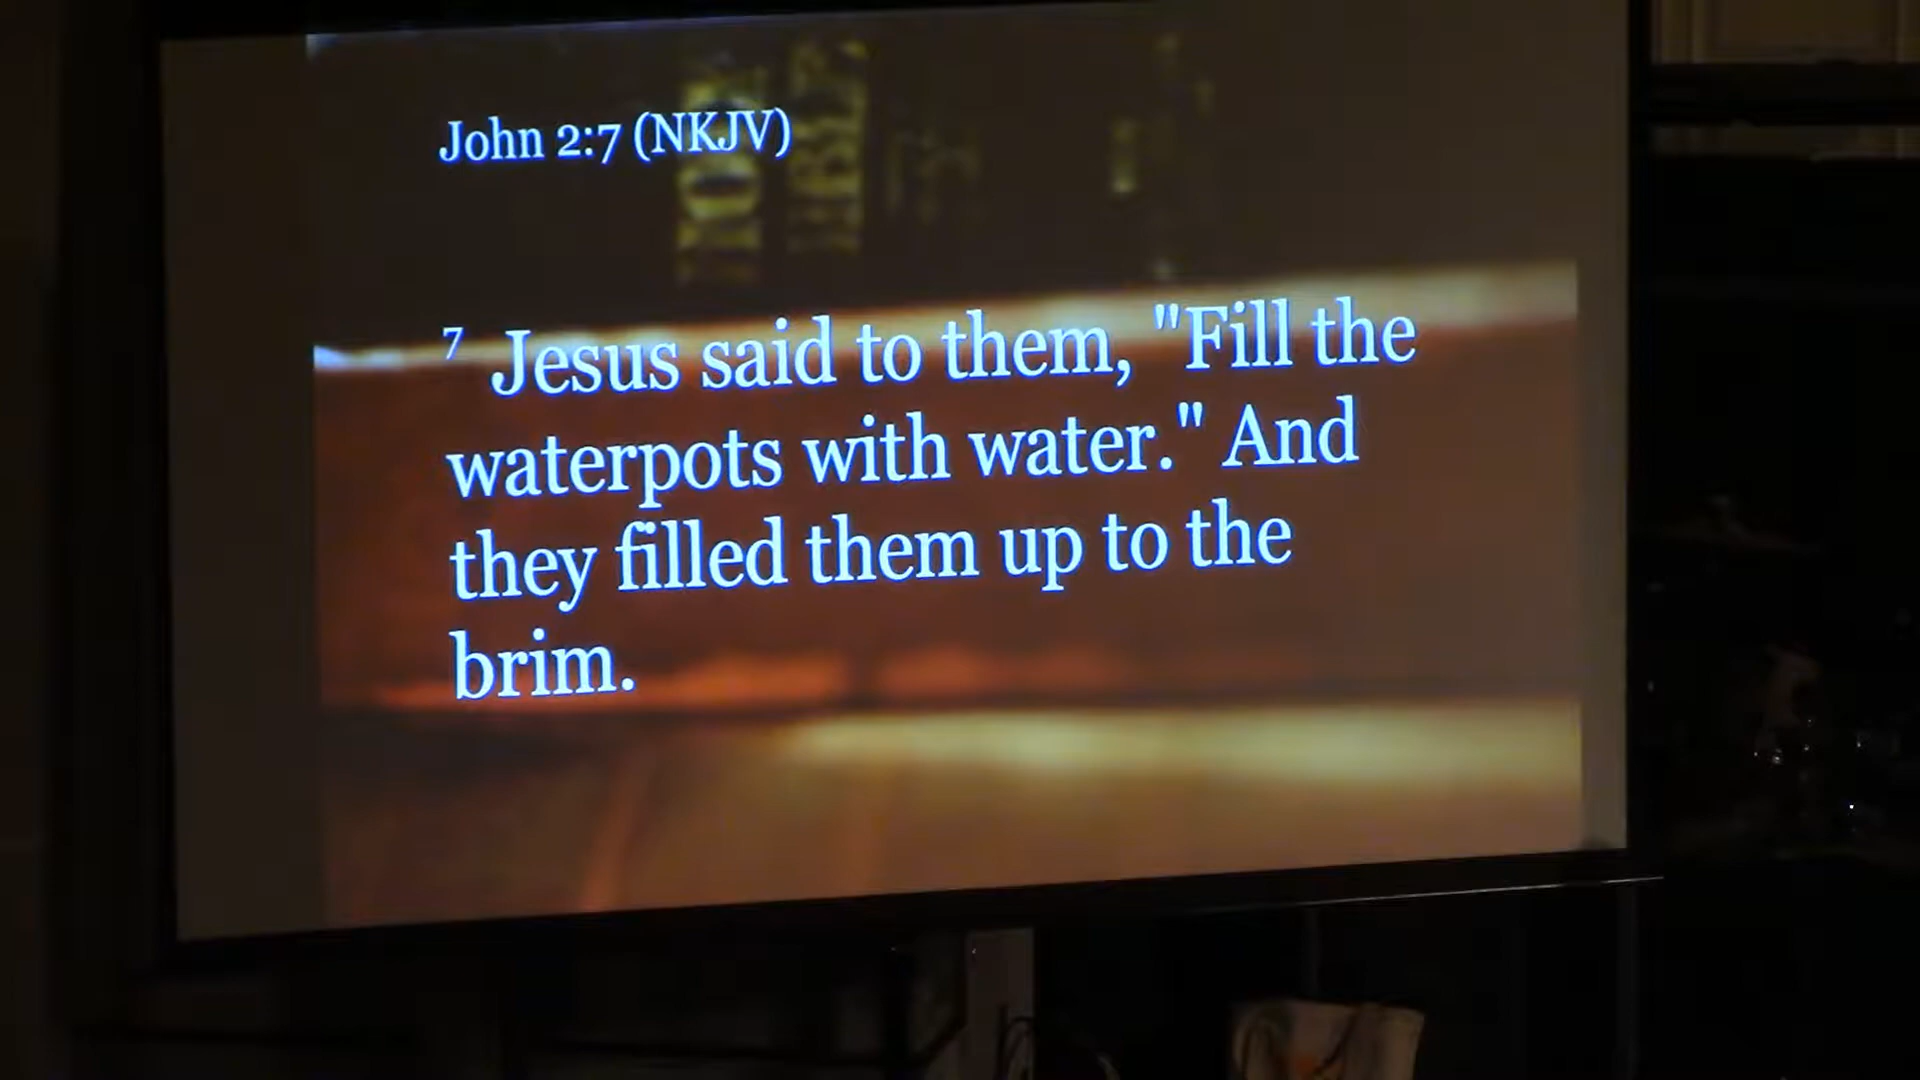 John 2:7 (NKJV)
7 Jesus said to them, "Fill the
waterpots with water." And
they filled them up to the
brim.